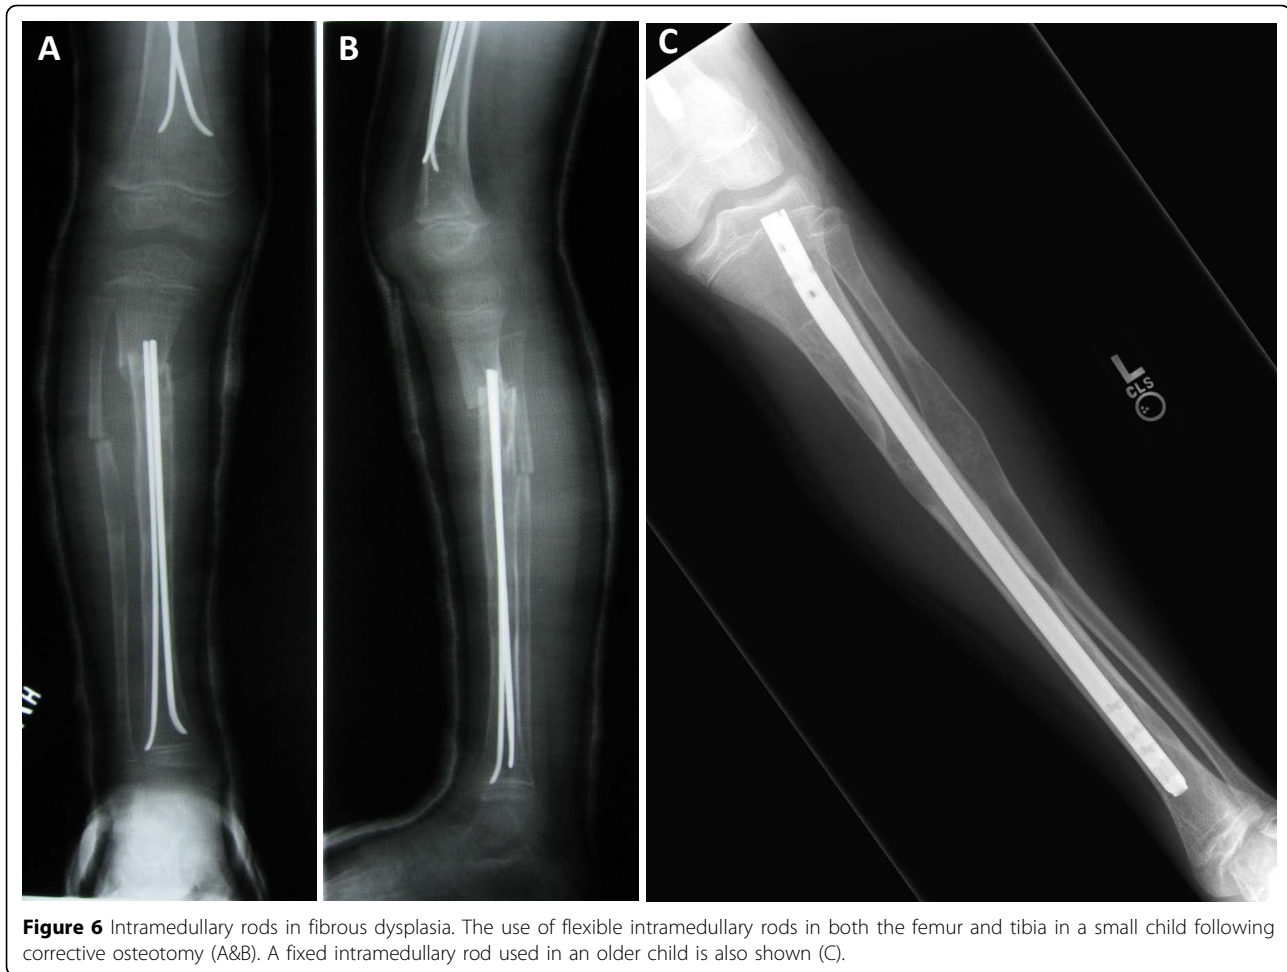 A
B
C
L
CLS
Figure 6 Intramedullary rods in fibrous dysplasia. The use of flexible intramedullary rods in both the femur and tibia in a small child following
corrective osteotomy (A&B). A fixed intramedullary rod used in an older child is also shown (C).